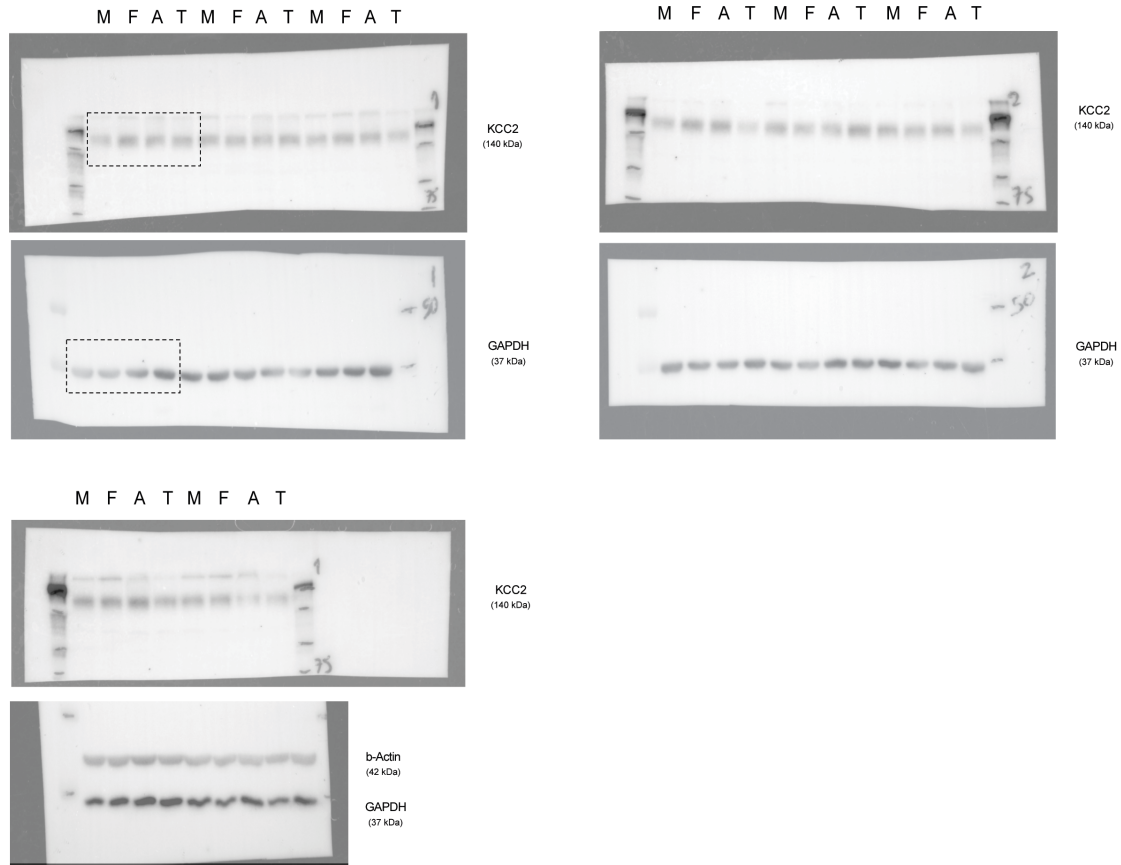 M F A T M F A T M F A T
1
KCC2
(140 kDa)
75
M F A T M F A T M F A T
2
KCC2
(140 kDa)
75
1
50
GAPDH
(37 kDa)
2
50
GAPDH
(37 kDa)
M F A T M F A T
1
KCC2
(140 kDa)
75
b-Actin
(42 kDa)
GAPDH
(37 kDa)